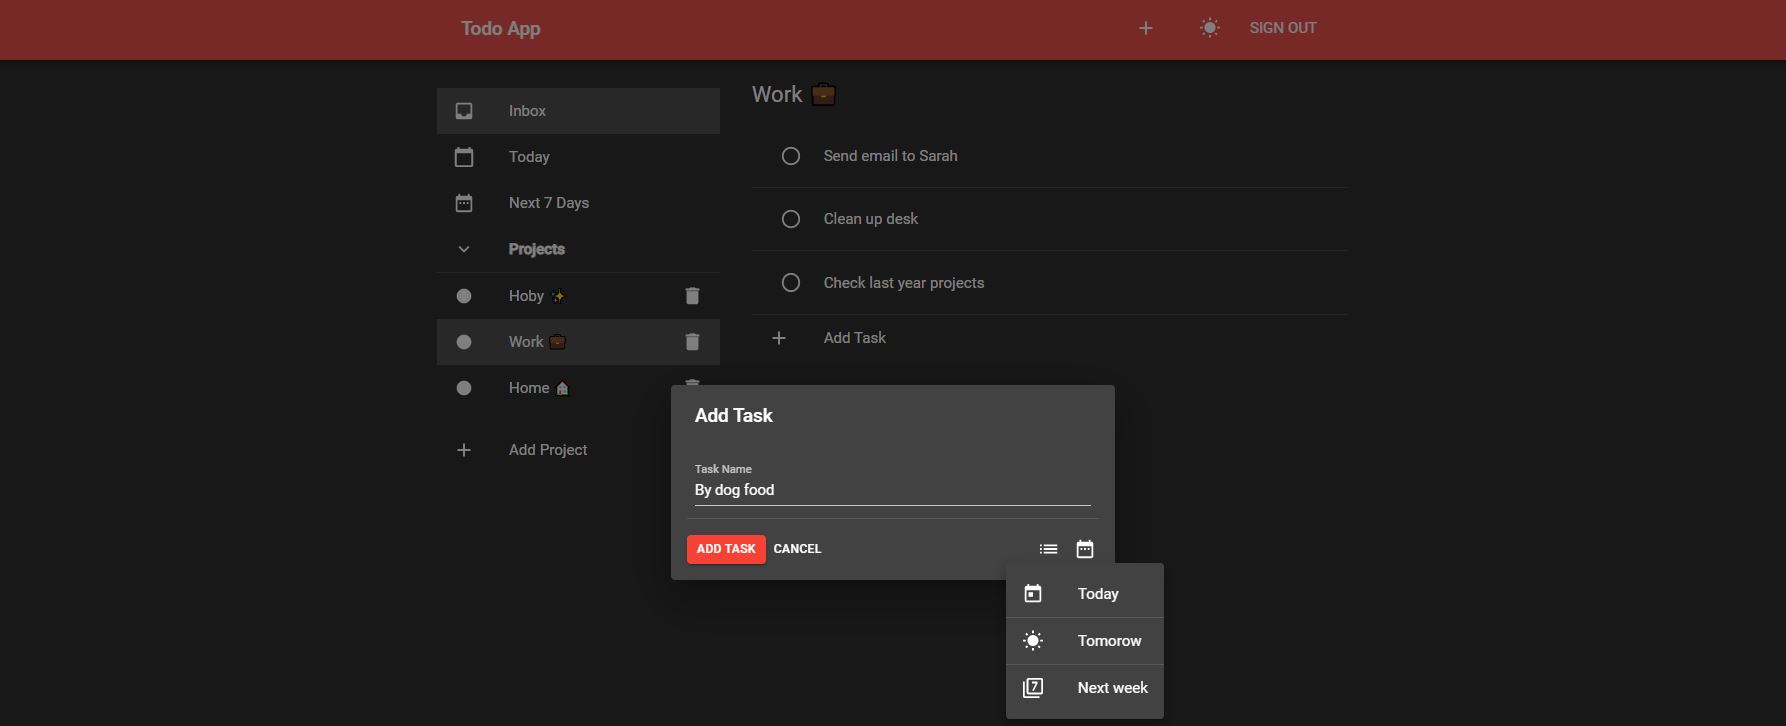 Todo App
SIGN OUT
Inbox
Today
Next 7 Days
Projects
Hoby ✨
Work 💼
Home 🏠
Add Project
Work 💼
Send email to Sarah
Clean up desk
Check last year projects
Add Task
Add Task
Task Name
By dog food
ADD TASK CANCEL
Today
Tomorow
7 Next week